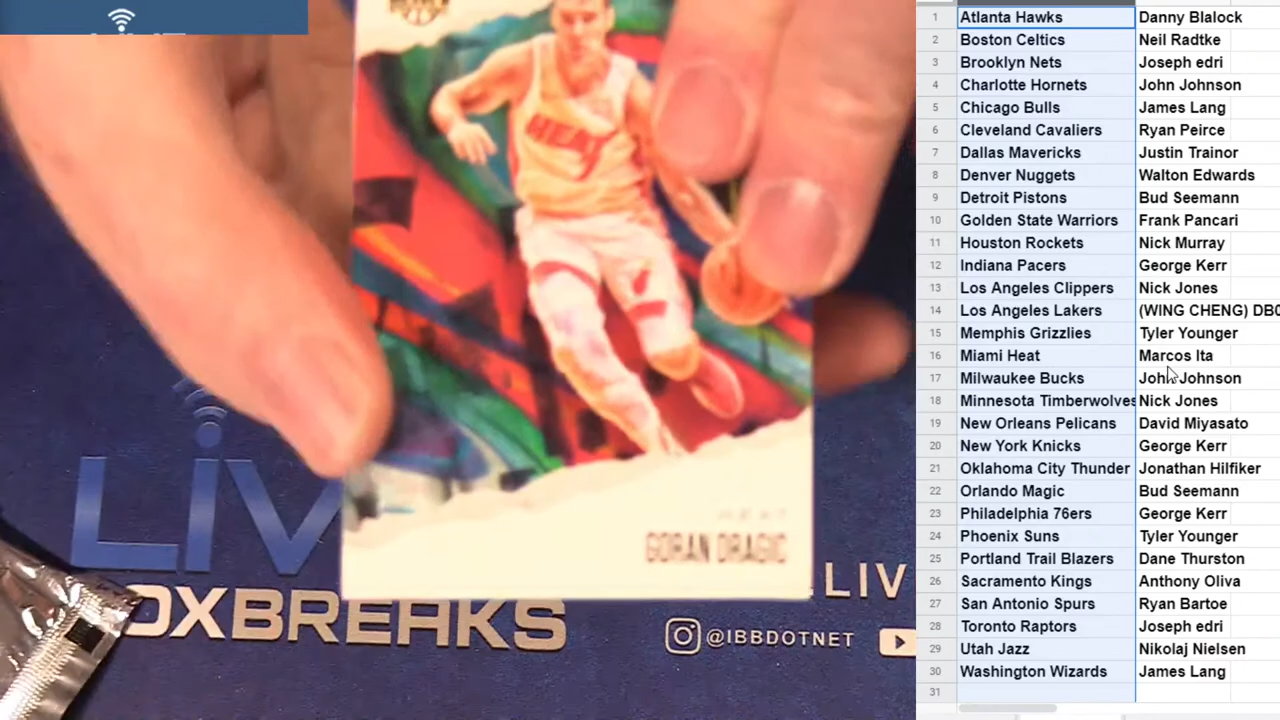 HEAT
HEAT
GORAN DRAGIC
LiV
OXBREAKS
LIV
@IBBDOTNET
1 Atlanta Hawks Danny Blalock
2 Boston Celtics Neil Radtke
3 Brooklyn Nets Joseph edri
4 Charlotte Hornets John Johnson
5 Chicago Bulls James Lang
6 Cleveland Cavaliers Ryan Peirce
7 Dallas Mavericks Justin Trainor
8 Denver Nuggets Walton Edwards
9 Detroit Pistons Bud Seemann
10 Golden State Warriors Frank Pancari
11 Houston Rockets Nick Murray
12 Indiana Pacers George Kerr
13 Los Angeles Clippers Nick Jones
14 Los Angeles Lakers (WING CHENG) DB0
15 Memphis Grizzlies Tyler Younger
16 Miami Heat Marcos Ita
17 Milwaukee Bucks John Johnson
18 Minnesota Timberwolves Nick Jones
19 New Orleans Pelicans David Miyasato
20 New York Knicks George Kerr
21 Oklahoma City Thunder Jonathan Hilfiker
22 Orlando Magic Bud Seemann
23 Philadelphia 76ers George Kerr
24 Phoenix Suns Tyler Younger
25 Portland Trail Blazers Dane Thurston
26 Sacramento Kings Anthony Oliva
27 San Antonio Spurs Ryan Bartoe
28 Toronto Raptors Joseph edri
29 Utah Jazz Nikolaj Nielsen
30 Washington Wizards James Lang
31